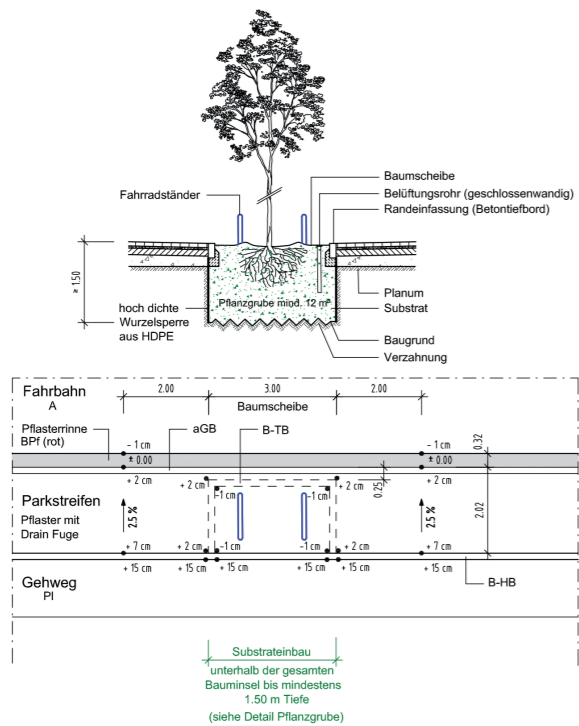 Baumscheibe
Fahrradständer
Belüftungsrohr (geschlossenwandig)
Randeinfassung (Betontiefbord)
≥ 1.50
Pflanzgrube mind. 12 m³
Planum
Substrat
hoch dichte
Wurzelsperre
aus HDPE
Baugrund
Verzahnung
Fahrbahn
A
2.00
3.00
2.00
Baumscheibe
Pflasterrinne
BPf (rot)
aGB
B-TB
- 1 cm
± 0.00
- 1 cm
± 0.00
0.32
+ 2 cm
+ 2 cm
+ 2 cm
+ 2 cm
0.25
-1 cm
-1 cm
Parkstreifen
Pflaster mit
Drain Fuge
2.5 %
2.5 %
2.02
+ 7 cm
+ 2 cm
-1 cm
-1 cm
+ 2 cm
+ 7 cm
+ 15 cm
+ 15 cm
+ 15 cm
+ 15 cm
+ 15 cm
+ 15 cm
B-HB
Gehweg
Pl
Substrateinbau
unterhalb der gesamten
Bauminsel bis mindestens
1.50 m Tiefe
(siehe Detail Pflanzgrube)